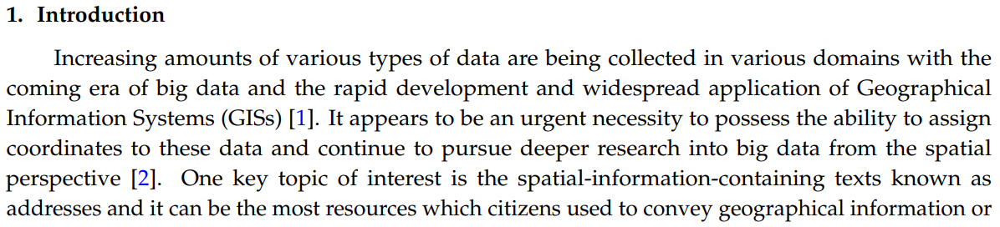 1. Introduction
Increasing amounts of various types of data are being collected in various domains with the
coming era of big data and the rapid development and widespread application of Geographical
Information Systems (GISs) [1]. It appears to be an urgent necessity to possess the ability to assign
coordinates to these data and continue to pursue deeper research into big data from the spatial
perspective [2]. One key topic of interest is the spatial-information-containing texts known as
addresses and it can be the most resources which citizens used to convey geographical information or